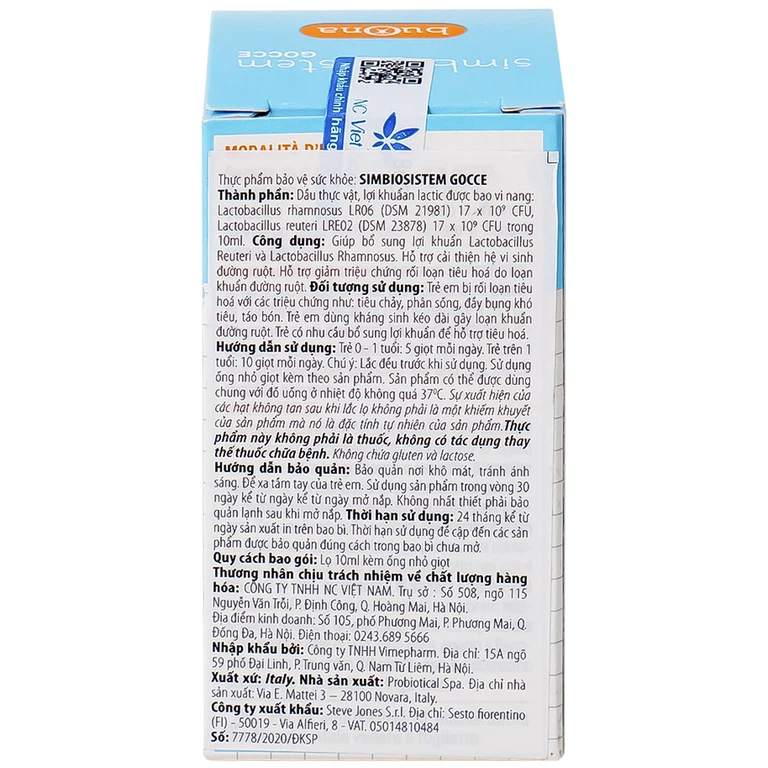 buona
simbiosistem
GOCCE
Nhập khẩu chính hãng
NC Việt
MODALITÀ D'
Thực phẩm bảo vệ sức khỏe: SIMBIOSISTEM GOCCE
Thành phần: Dầu thực vật, lợi khuẩan lactic được bao vi nang:
Lactobacillus rhamnosus LR06 (DSM 21981) 17 x 10⁹ CFU,
Lactobacillus reuteri LRE02 (DSM 23878) 17 x 10⁹ CFU trong
10ml. Công dụng: Giúp bổ sung lợi khuẩn Lactobacillus
Reuteri và Lactobacillus Rhamnosus. Hỗ trợ cải thiện hệ vi sinh
đường ruột. Hỗ trợ giảm triệu chứng rối loạn tiêu hoá do loạn
khuẩn đường ruột. Đối tượng sử dụng: Trẻ em bị rối loạn tiêu
hoá với các triệu chứng như: tiêu chảy, phân sống, đầy bụng khó
tiêu, táo bón. Trẻ em dùng kháng sinh kéo dài gây loạn khuẩn
đường ruột. Trẻ có nhu cầu bổ sung lợi khuẩn để hỗ trợ tiêu hoá.
Hướng dẫn sử dụng: Trẻ 0 - 1 tuổi: 5 giọt mỗi ngày. Trẻ trên 1
tuổi: 10 giọt mỗi ngày. Chú ý: Lắc đều trước khi sử dụng. Sử dụng
ống nhỏ giọt kèm theo sản phẩm. Sản phẩm có thể được dùng
chung với đồ uống ở nhiệt độ không quá 37⁰C. Sự xuất hiện của
các hạt không tan sau khi lắc lọ không phải là một khiếm khuyết
của sản phẩm mà nó là đặc tính tự nhiên của sản phẩm.Thực
phẩm này không phải là thuốc, không có tác dụng thay
thế thuốc chữa bệnh. Không chứa gluten và lactose.
Hướng dẫn bảo quản: Bảo quản nơi khô mát, tránh ánh
sáng. Để xa tầm tay của trẻ em. Sử dụng sản phẩm trong vòng 30
ngày kể từ ngày kể từ ngày mở nắp. Không nhất thiết phải bảo
quản lạnh sau khi mở nắp. Thời hạn sử dụng: 24 tháng kể từ
ngày sản xuất in trên bao bì. Thời hạn sử dụng đề cập đến các sản
phẩm được bảo quản đúng cách trong bao bì chưa mở.
Quy cách bao gói: Lọ 10ml kèm ống nhỏ giọt
Thương nhân chịu trách nhiệm về chất lượng hàng
hóa: CÔNG TY TNHH NC VIỆT NAM. Trụ sở : Số 508, ngõ 115
Nguyễn Văn Trỗi, P. Định Công, Q. Hoàng Mai, Hà Nội.
Địa điểm kinh doanh: Số 105, phố Phương Mai, P. Phương Mai, Q.
Đống Đa, Hà Nội. Điện thoại: 0243.689 5666
Nhập khẩu bởi: Công ty TNHH Vimepharm. Địa chỉ: 15A ngõ
59 phố Đại Linh, P. Trung văn, Q. Nam Từ Liêm, Hà Nội.
Xuất xứ: Italy. Nhà sản xuất: Probiotical .Spa. Địa chỉ nhà
sản xuất: Via E. Mattei 3 – 28100 Novara, Italy.
Công ty xuất khẩu: Steve Jones S.r.l. Địa chỉ: Sesto fiorentino
(FI) - 50019 - Via Alfieri, 8 - VAT. 05014810484
Số: 7778/2020/ĐKSP